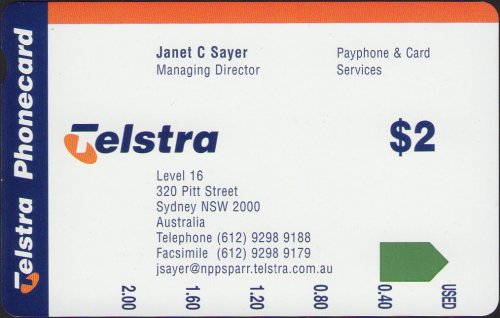 Telstra Phonecard
Janet C Sayer
Managing Director
Payphone & Card
Services
Telstra
$2
Level 16
320 Pitt Street
Sydney NSW 2000
Australia
Telephone (612) 9298 9188
Facsimile (612) 9298 9179
jsayer@nppsparr.telstra.com.au
2.00
1.60
1.20
0.80
0.40
USED